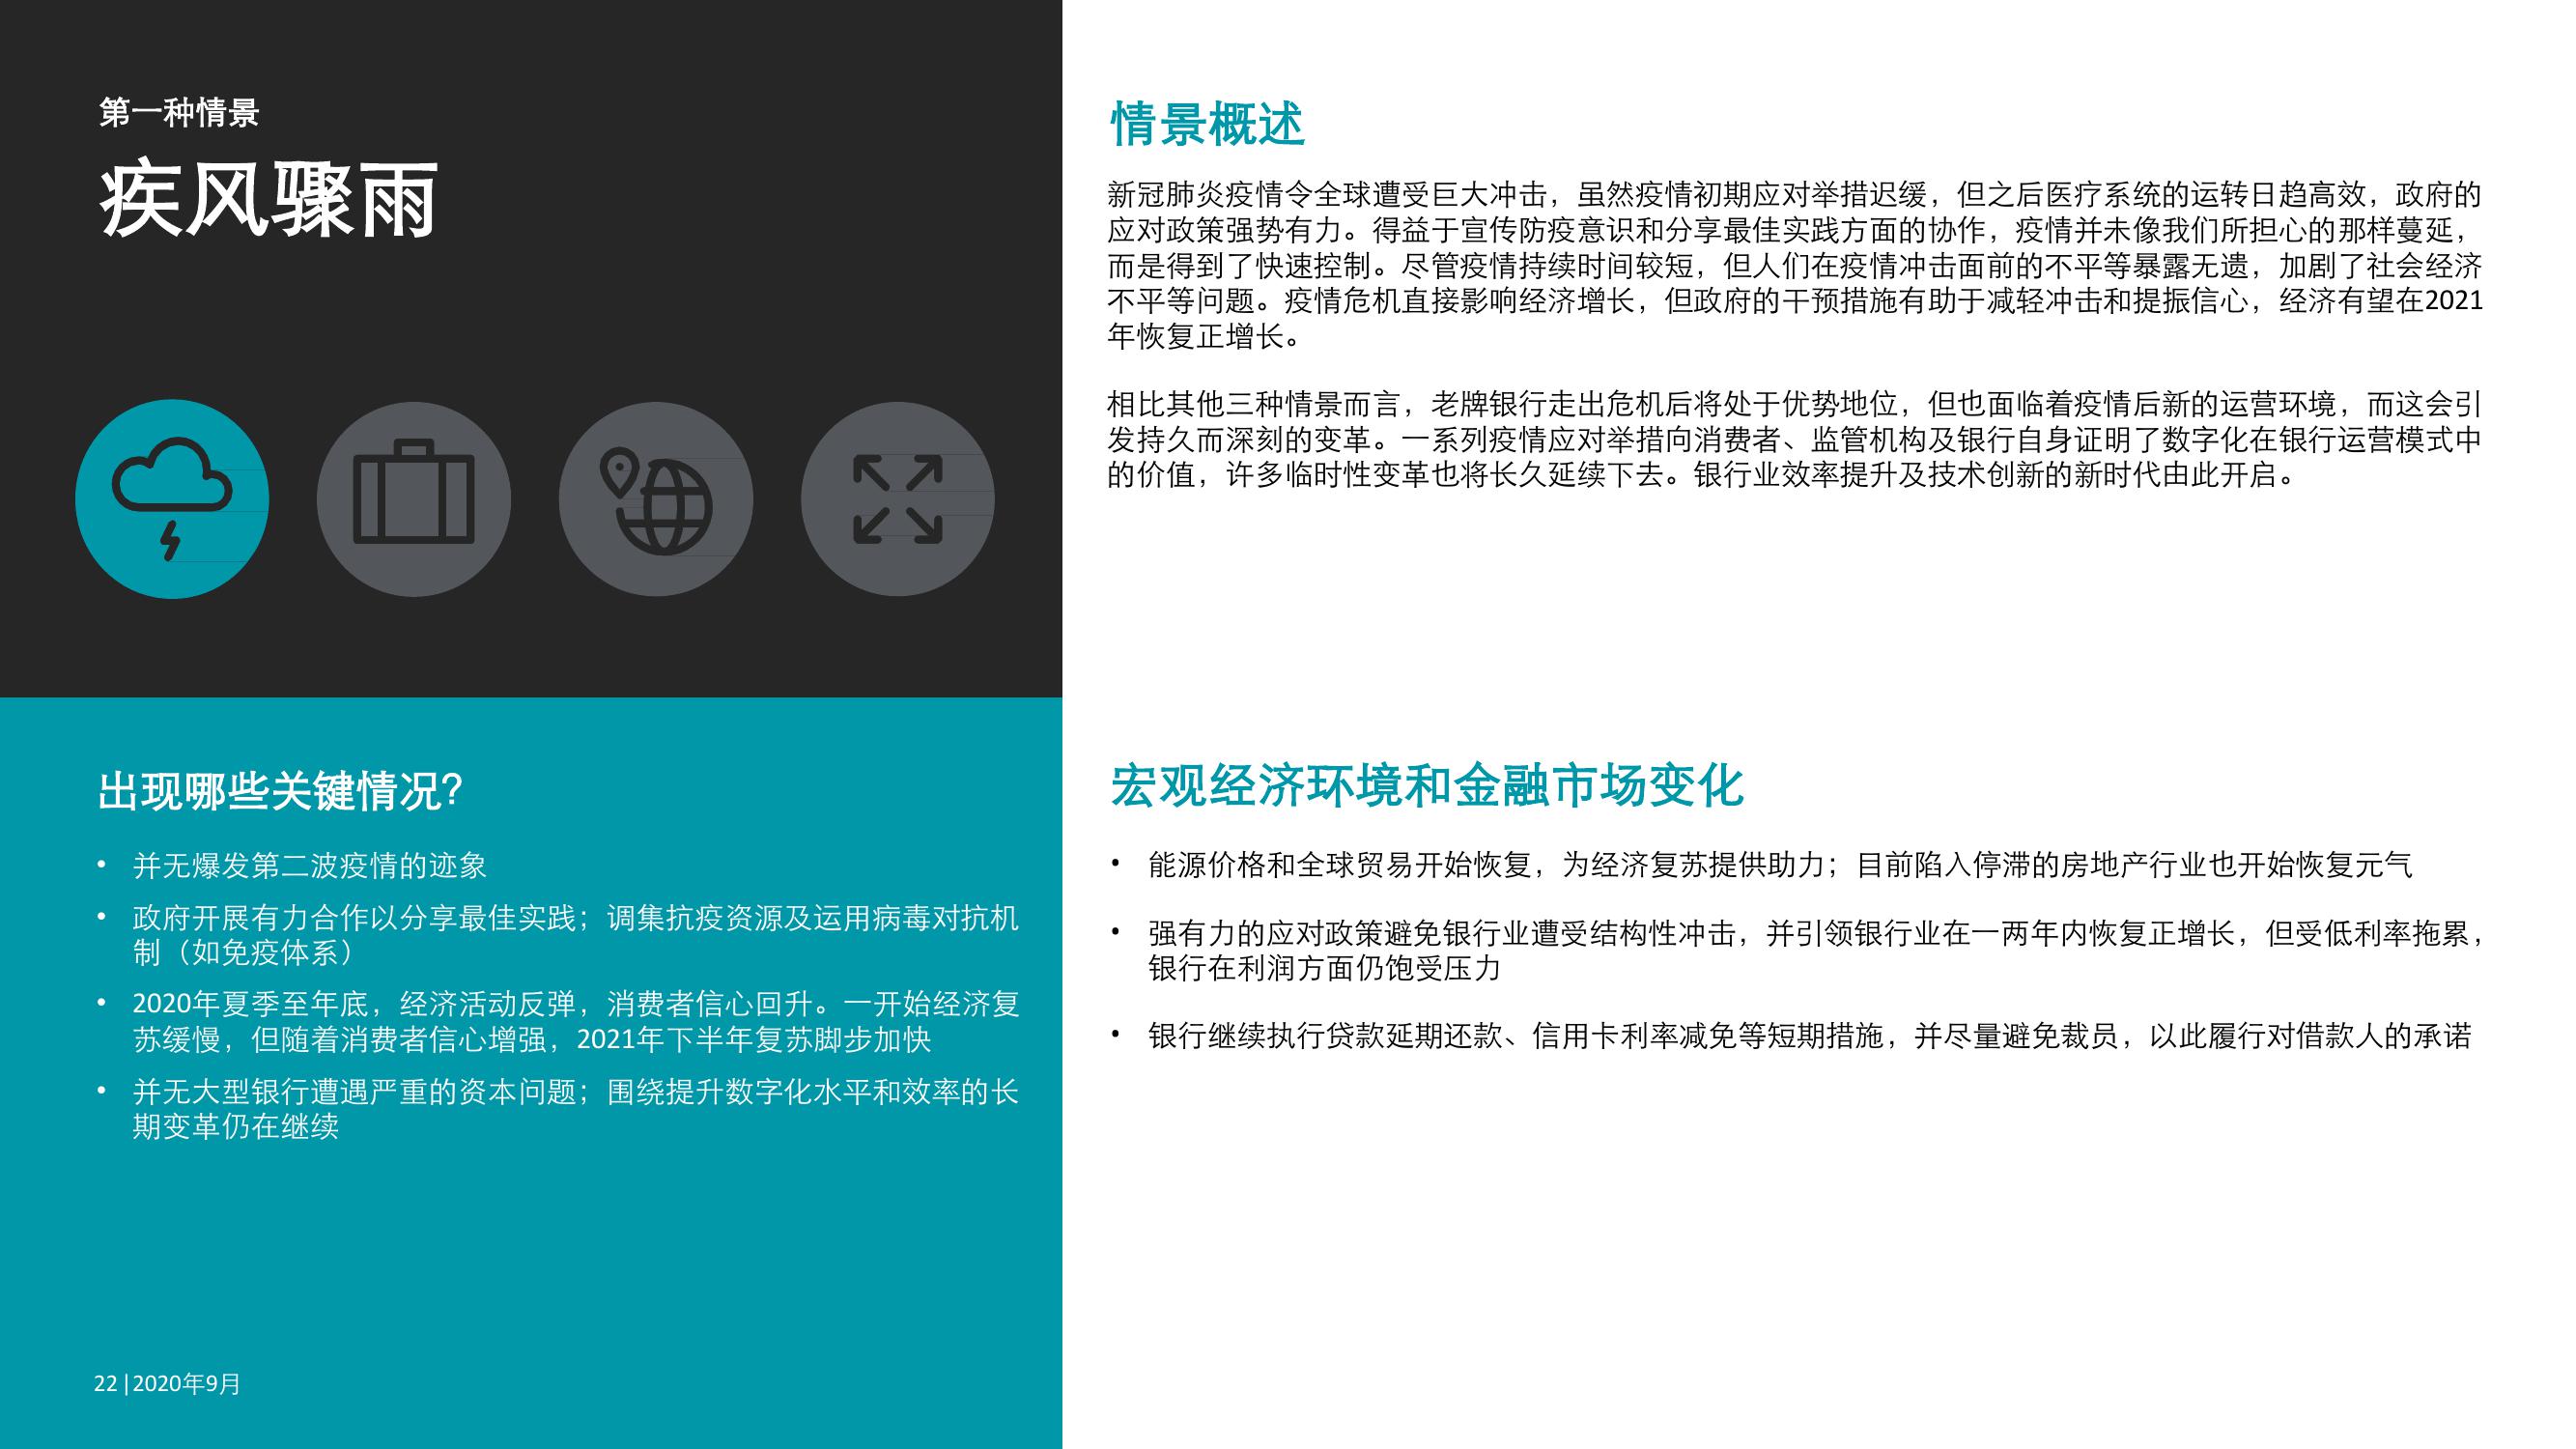 第一种情景
疾风骤雨
情景概述
新冠肺炎疫情令全球遭受巨大冲击，虽然疫情初期应对举措迟缓，但之后医疗系统的运转日趋高效，政府的
应对政策强势有力。得益于宣传防疫意识和分享最佳实践方面的协作，疫情并未像我们所担心的那样蔓延，
而是得到了快速控制。尽管疫情持续时间较短，但人们在疫情冲击面前的不平等暴露无遗，加剧了社会经济
不平等问题。疫情危机直接影响经济增长，但政府的干预措施有助于减轻冲击和提振信心，经济有望在2021
年恢复正增长。
相比其他三种情景而言，老牌银行走出危机后将处于优势地位，但也面临着疫情后新的运营环境，而这会引
发持久而深刻的变革。一系列疫情应对举措向消费者、监管机构及银行自身证明了数字化在银行运营模式中
的价值，许多临时性变革也将长久延续下去。银行业效率提升及技术创新的新时代由此开启。
出现哪些关键情况？
• 并无爆发第二波疫情的迹象
• 政府开展有力合作以分享最佳实践；调集抗疫资源及运用病毒对抗机
制（如免疫体系）
• 2020年夏季至年底，经济活动反弹，消费者信心回升。一开始经济复
苏缓慢，但随着消费者信心增强，2021年下半年复苏脚步加快
• 并无大型银行遭遇严重的资本问题；围绕提升数字化水平和效率的长
期变革仍在继续
宏观经济环境和金融市场变化
• 能源价格和全球贸易开始恢复，为经济复苏提供助力；目前陷入停滞的房地产行业也开始恢复元气
• 强有力的应对政策避免银行业遭受结构性冲击，并引领银行业在一两年内恢复正增长，但受低利率拖累，
银行在利润方面仍饱受压力
• 银行继续执行贷款延期还款、信用卡利率减免等短期措施，并尽量避免裁员，以此履行对借款人的承诺
22 | 2020年9月